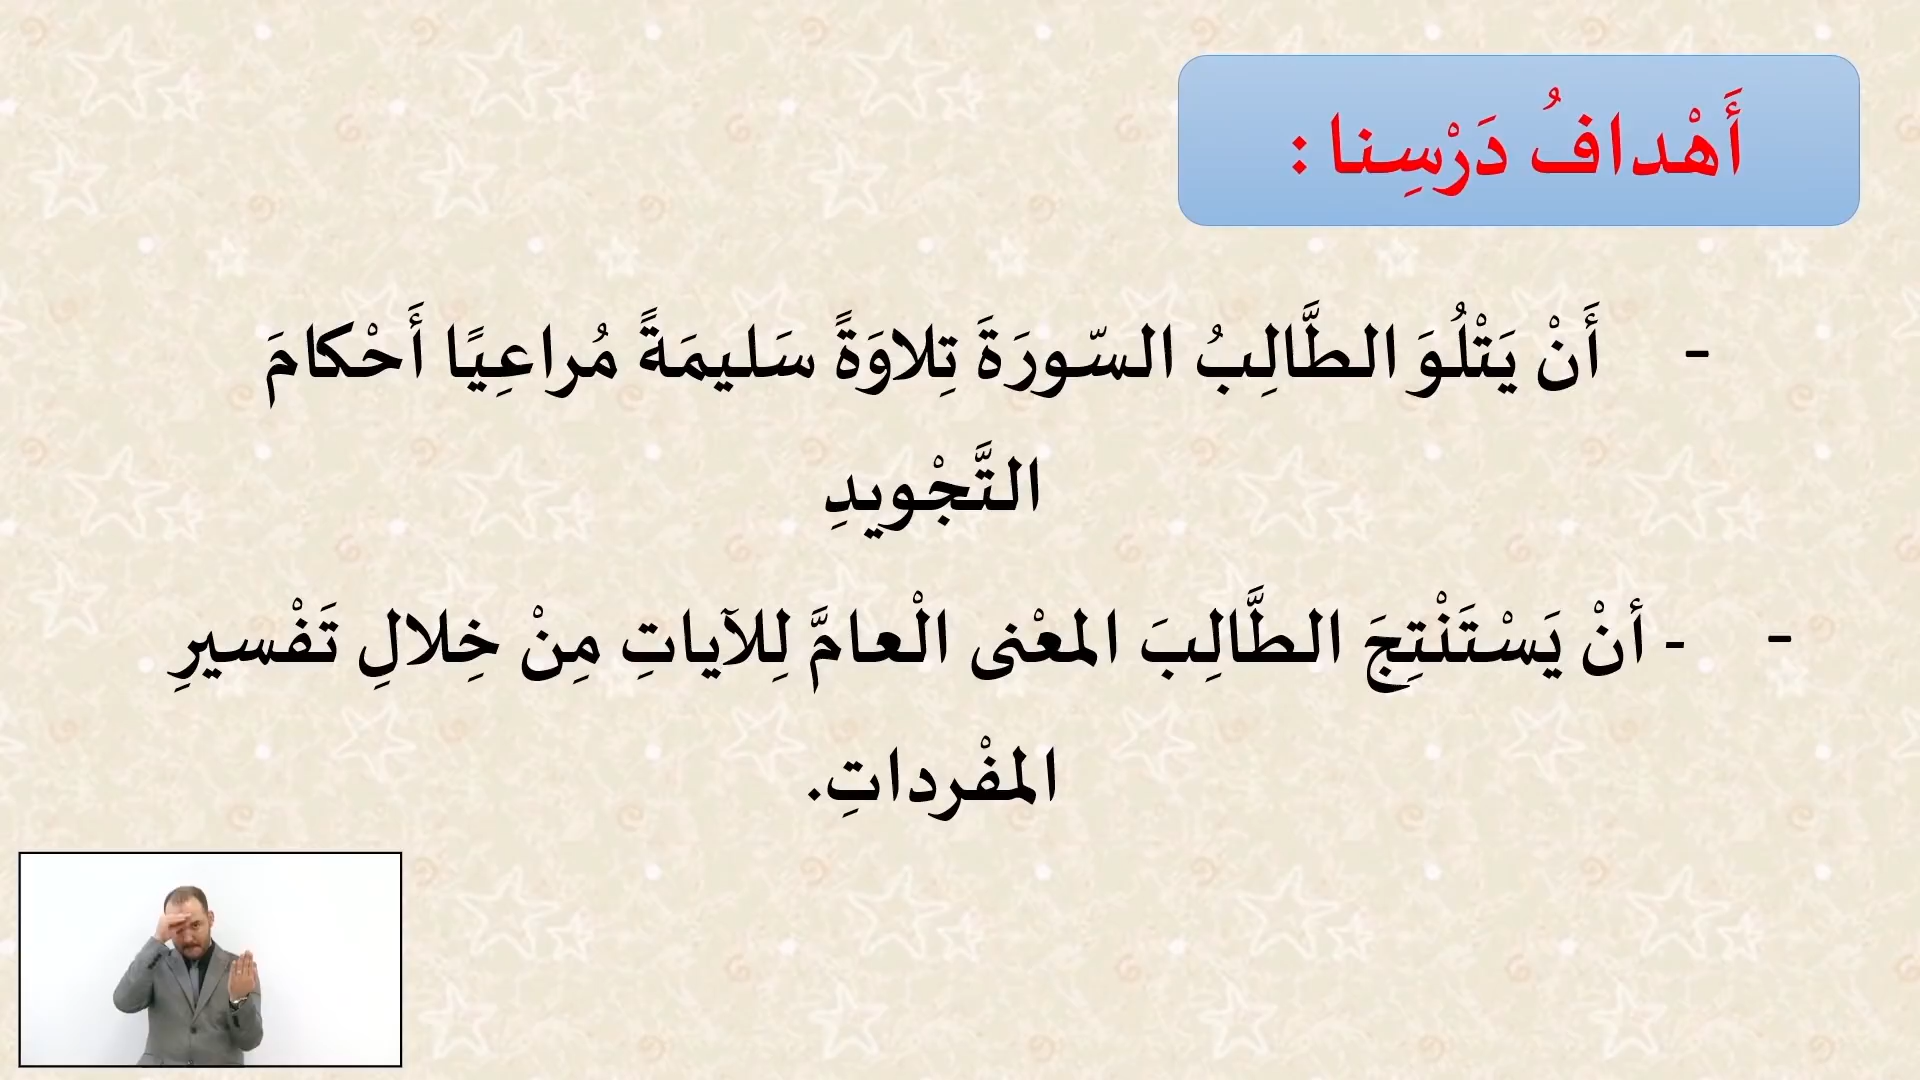 أَهْدافُ دَرْسِنا :
- أَنْ يَتْلُوَ الطَّالِبُ السّورَةَ تِلاوَةً سَليمَةً مُراعِيًا أَحْكامَ
التَّجْويدِ
- - أنْ يَسْتَنْتِجَ الطَّالِبَ المعْنى الْعامَّ لِلآياتِ مِنْ خِلالِ تَفْسيرِ
المفْرداتِ.